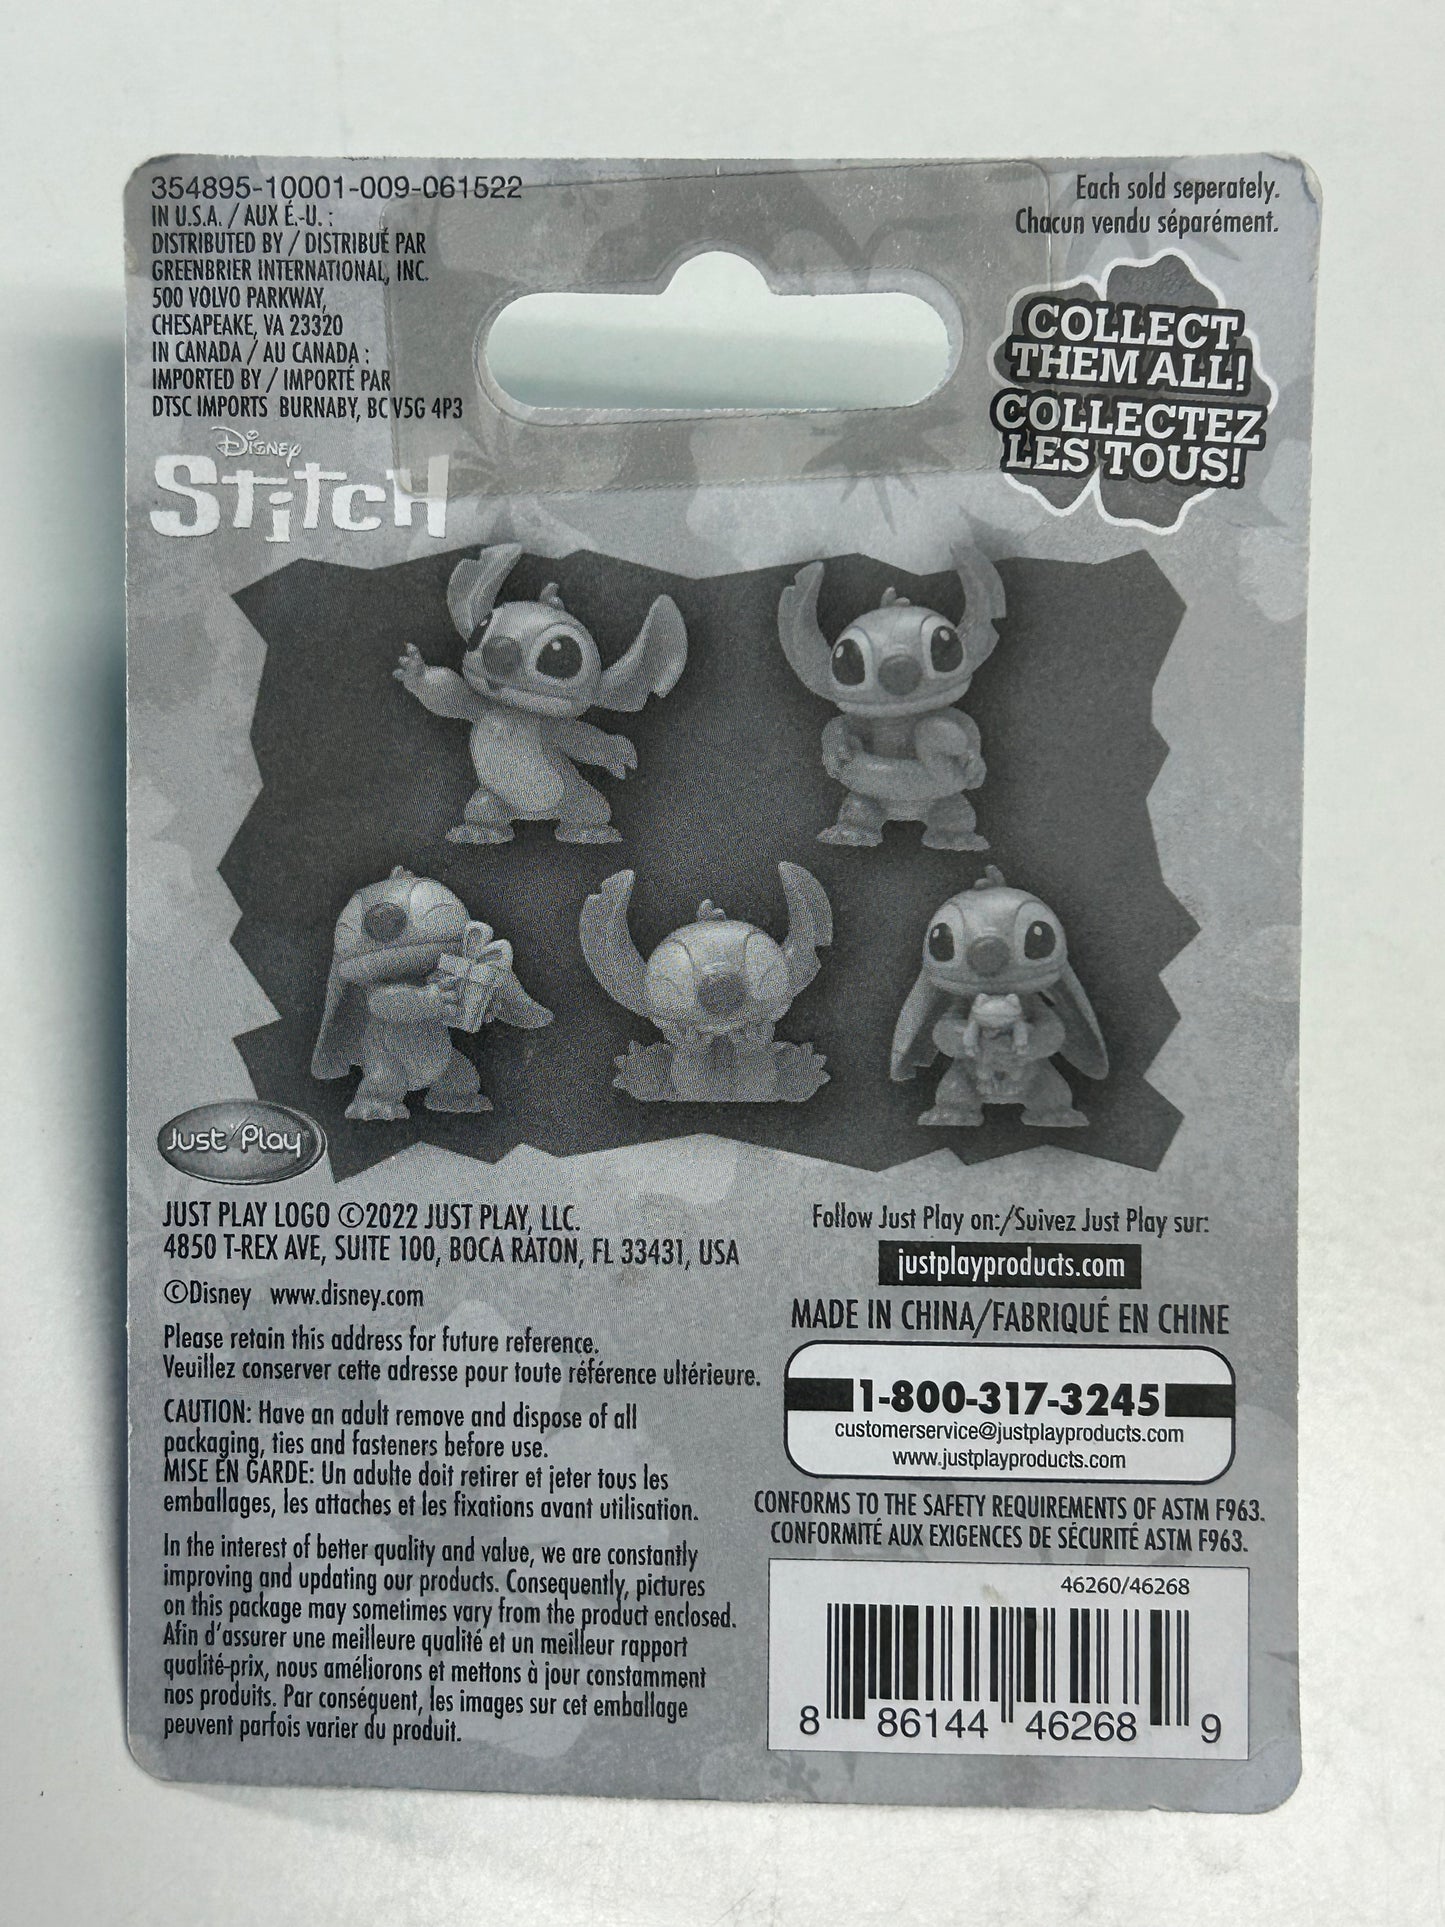 354895-10001-009-061522
IN U.S.A. / AUX É.-U. :
DISTRIBUTED BY / DISTRIBUÉ PAR
GREENBRIER INTERNATIONAL, INC.
500 VOLVO PARKWAY,
CHESAPEAKE, VA 23320
IN CANADA / AU CANADA :
IMPORTED BY / IMPORTÉ PAR
DTSC IMPORTS BURNABY, BC V5G 4P3
Each sold seperately.
Chacun vendu séparément.
COLLECT
THEM ALL!
COLLECTEZ
LES TOUS!
Disney
Stitch
Just Play
JUST PLAY LOGO ©2022 JUST PLAY, LLC.
4850 T-REX AVE, SUITE 100, BOCA RATON, FL 33431, USA
©Disney www.disney.com
Please retain this address for future reference.
Veuillez conserver cette adresse pour toute référence ultérieure.
CAUTION: Have an adult remove and dispose of all
packaging, ties and fasteners before use.
MISE EN GARDE: Un adulte doit retirer et jeter tous les
emballages, les attaches et les fixations avant utilisation.
In the interest of better quality and value, we are constantly
improving and updating our products. Consequently, pictures
on this package may sometimes vary from the product enclosed.
Afin d'assurer une meilleure qualité et un meilleur rapport
qualité-prix, nous améliorons et mettons à jour constamment
nos produits. Par conséquent, les images sur cet emballage
peuvent parfois varier du produit.
Follow Just Play on:/Suivez Just Play sur:
justplayproducts.com
MADE IN CHINA/FABRIQUÉ EN CHINE
1-800-317-3245
customerservice@justplayproducts.com
www.justplayproducts.com
CONFORMS TO THE SAFETY REQUIREMENTS OF ASTM F963.
CONFORMITÉ AUX EXIGENCES DE SÉCURITÉ ASTM F963.
46260/46268
8 86144 46268 9